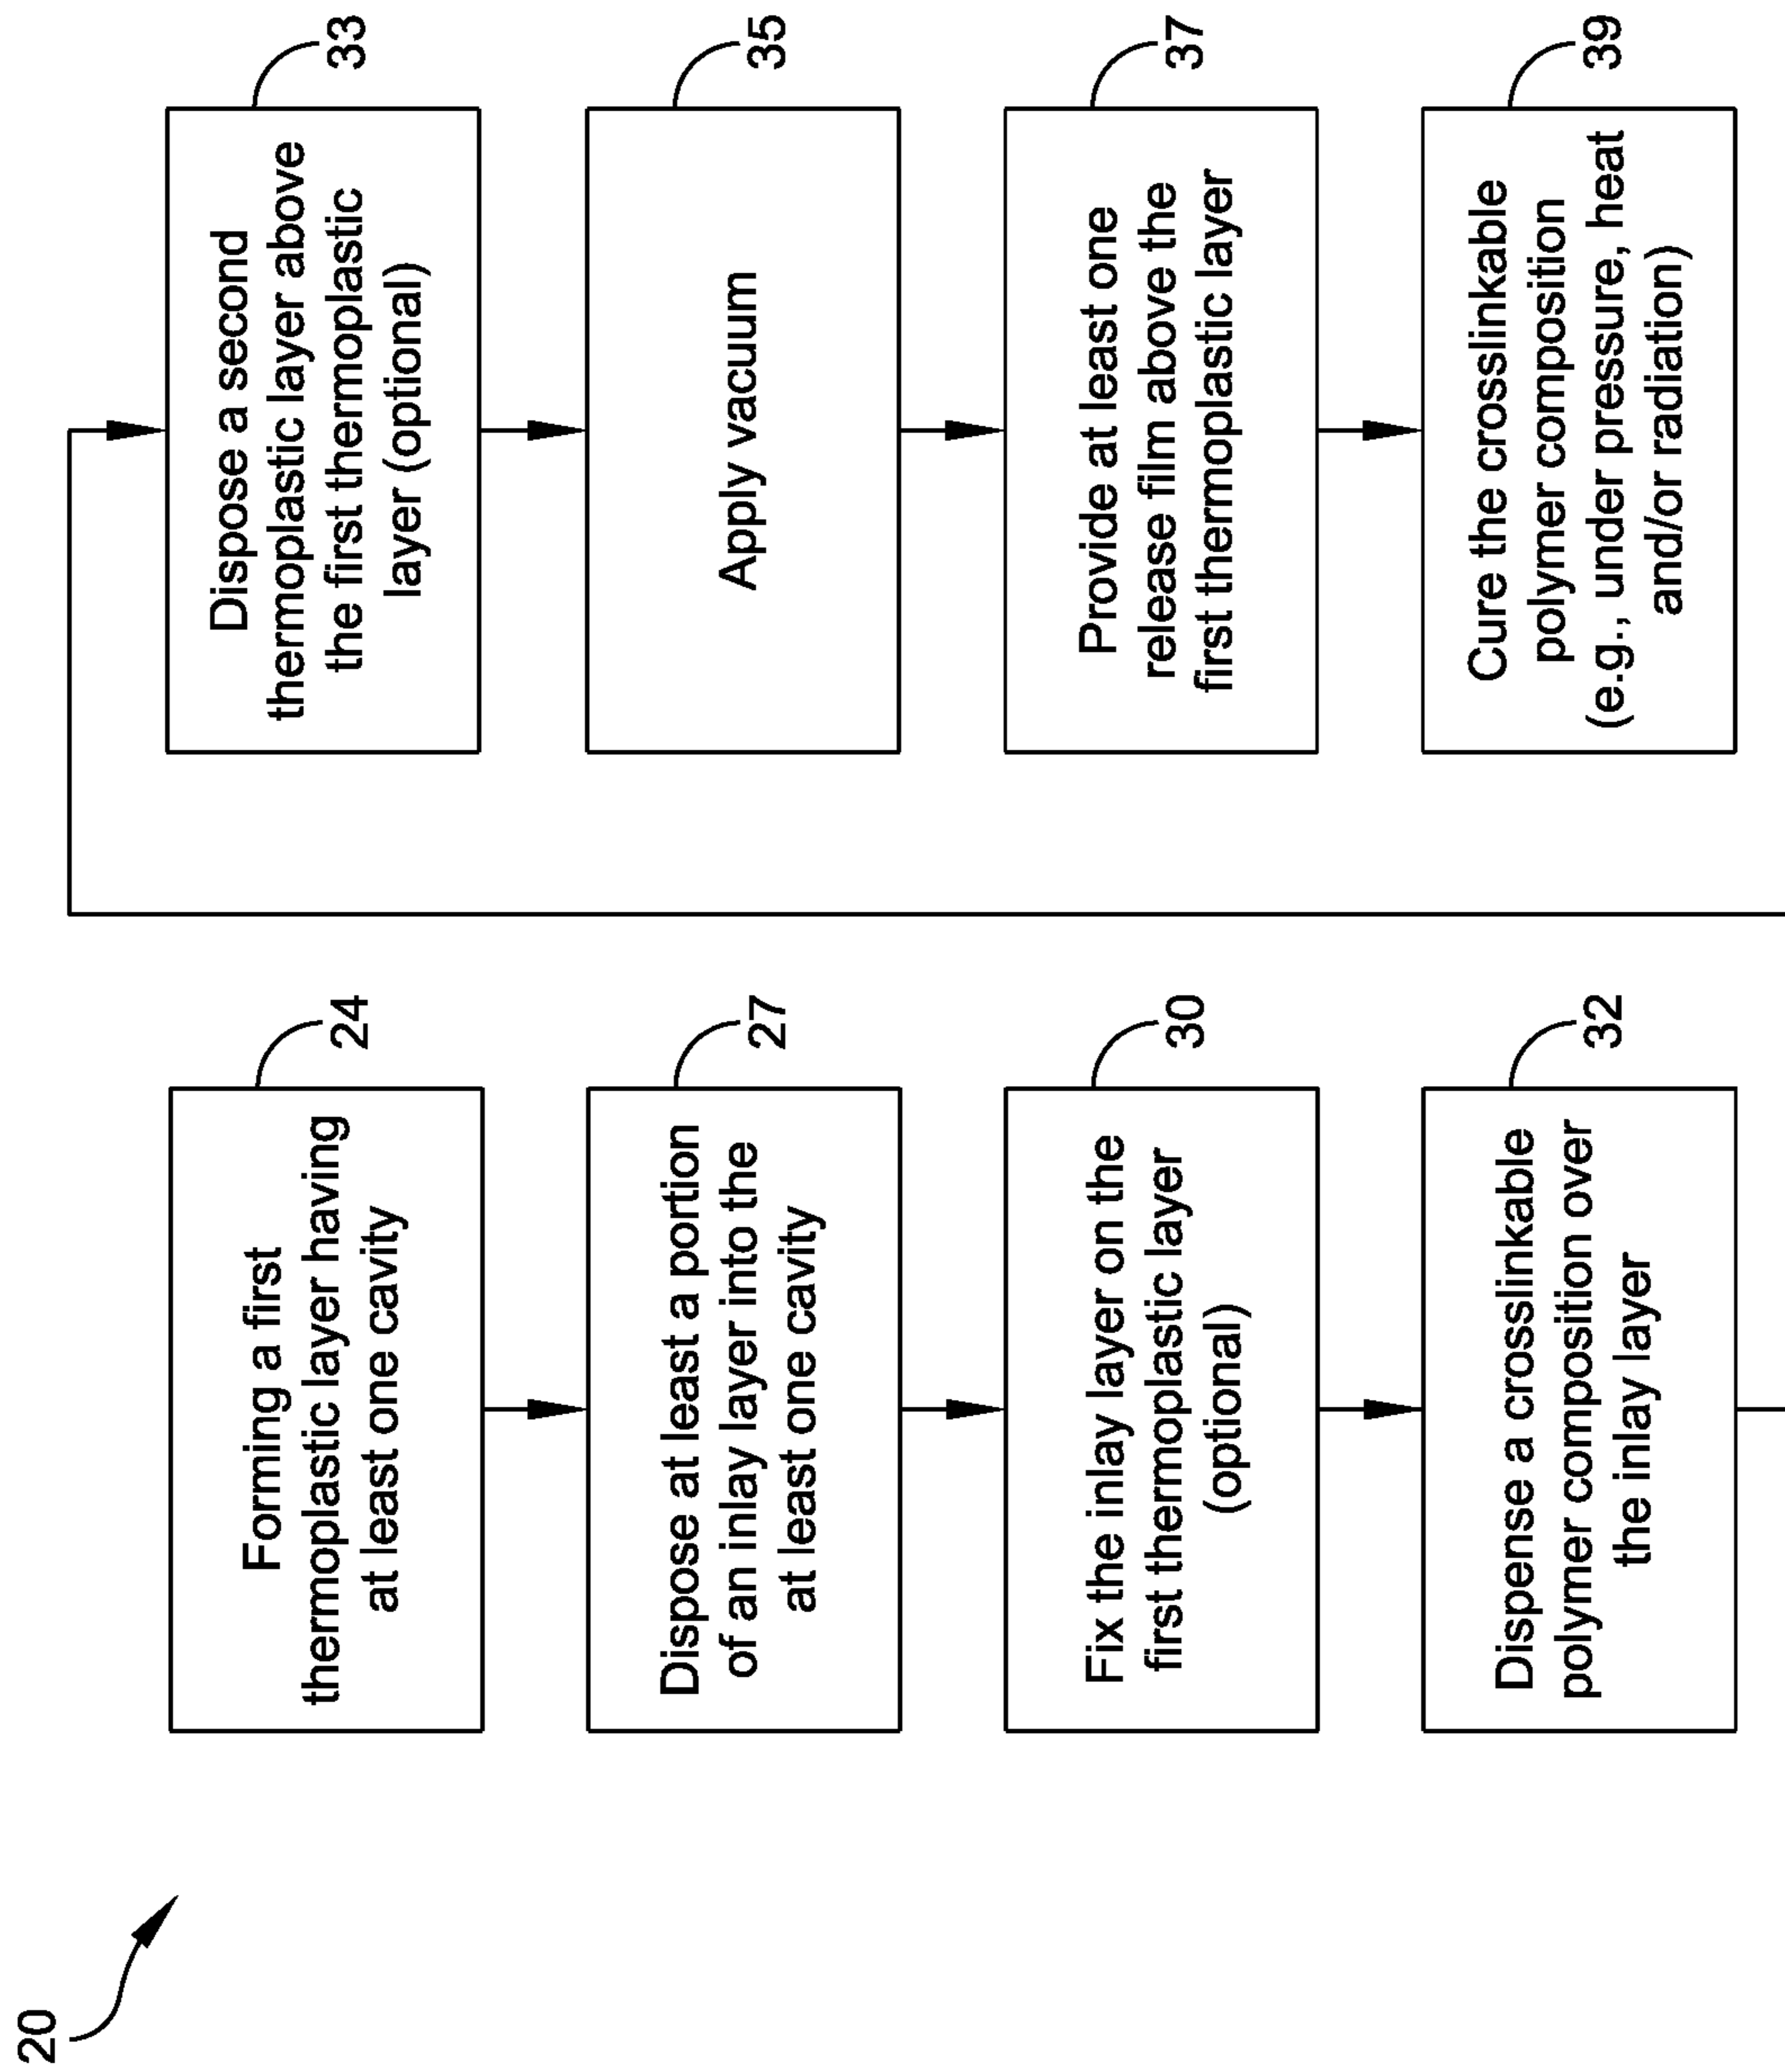 20
Forming a first
thermoplastic layer having
at least one cavity
24
Dispose at least a portion
of an inlay layer into the
at least one cavity
27
Fix the inlay layer on the
first thermoplastic layer
(optional)
30
Dispense a crosslinkable
polymer composition over
the inlay layer
32
Dispose a second
thermoplastic layer above
the first thermoplastic
layer (optional)
33
Apply vacuum
35
Provide at least one
release film above the
first thermoplastic layer
37
Cure the crosslinkable
polymer composition
(e.g., under pressure, heat
and/or radiation)
39